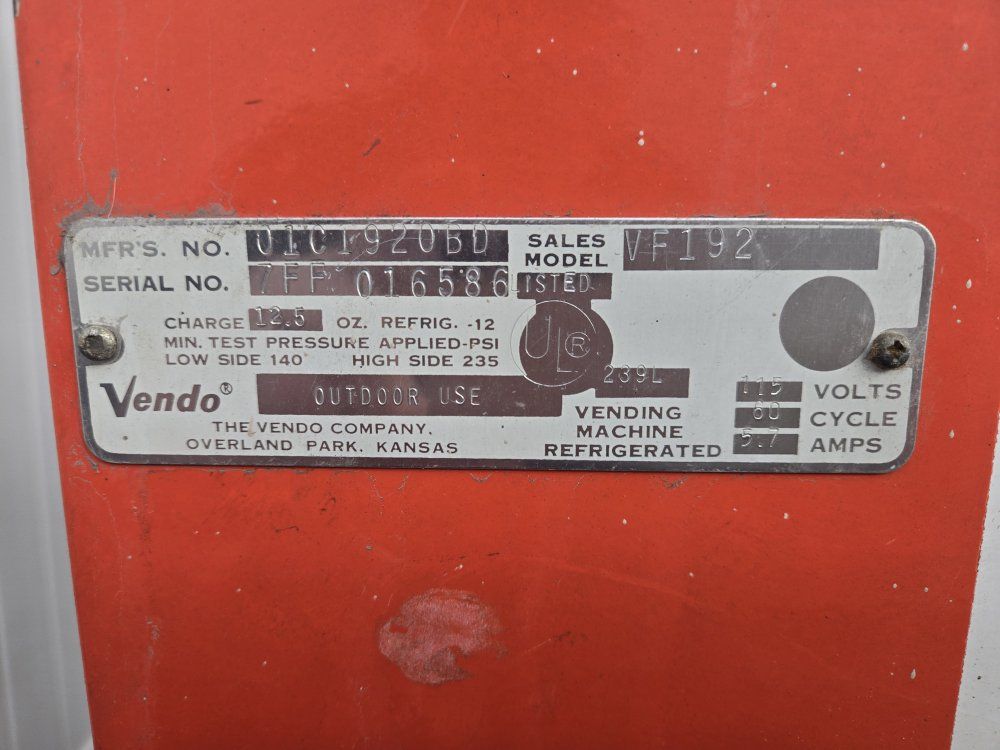 MFR'S. NO. 01C1920BD SALES MODEL VF192
SERIAL NO. 7FF 016586 LISTED
CHARGE 12.5 OZ. REFRIG. -12
MIN. TEST PRESSURE APPLIED-PSI
LOW SIDE 140 HIGH SIDE 235
UL®
239L
Vendo® OUTDOOR USE
THE VENDO COMPANY.
OVERLAND PARK, KANSAS
VENDING
MACHINE
REFRIGERATED
115 VOLTS
60 CYCLE
5.7 AMPS